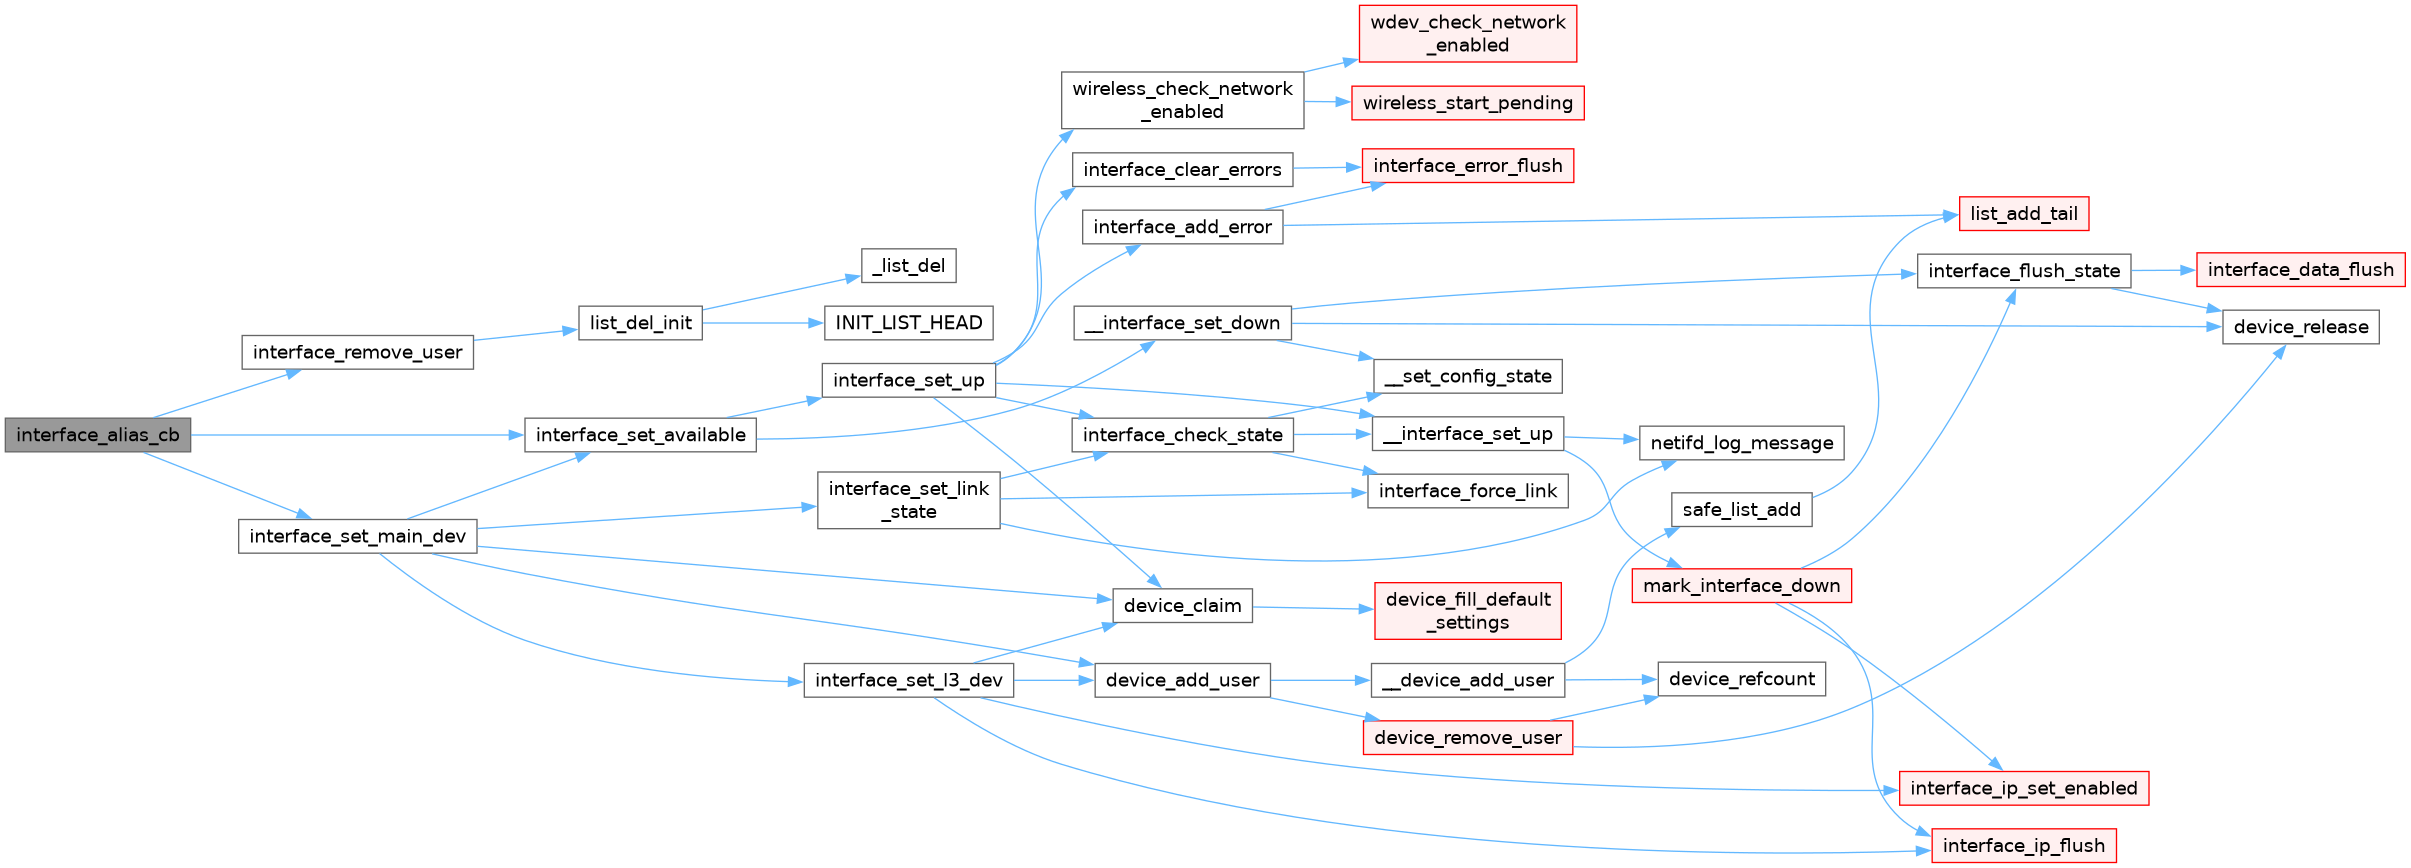 wdev_check_network
_enabled
wireless_check_network
_enabled
wireless_start_pending
interface_clear_errors
interface_error_flush
interface_add_error
list_add_tail
_list_del
interface_flush_state
interface_data_flush
list_del_init
INIT_LIST_HEAD
__interface_set_down
device_release
interface_remove_user
interface_set_up
__set_config_state
interface_alias_cb
interface_set_available
interface_check_state
__interface_set_up
netifd_log_message
interface_set_link
_state
interface_force_link
safe_list_add
interface_set_main_dev
mark_interface_down
device_claim
device_fill_default
_settings
interface_set_l3_dev
device_add_user
__device_add_user
device_refcount
device_remove_user
interface_ip_set_enabled
interface_ip_flush